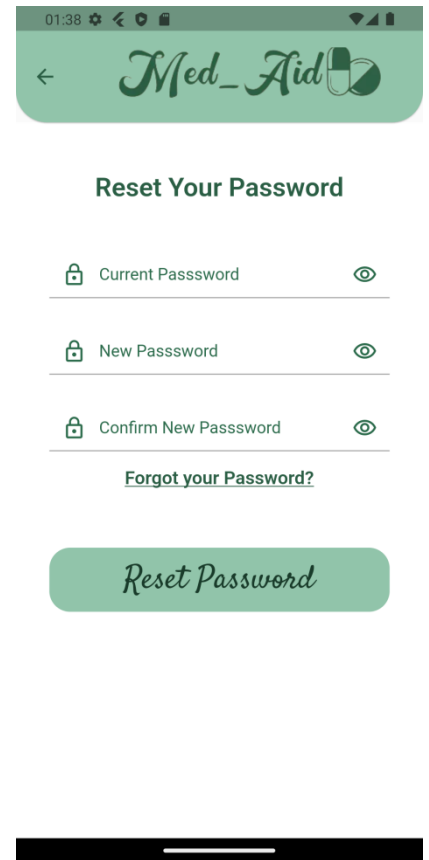 01:38
Med_Aid
Reset Your Password
Current Passsword
New Passsword
Confirm New Passsword
Forgot your Password?
Reset Password